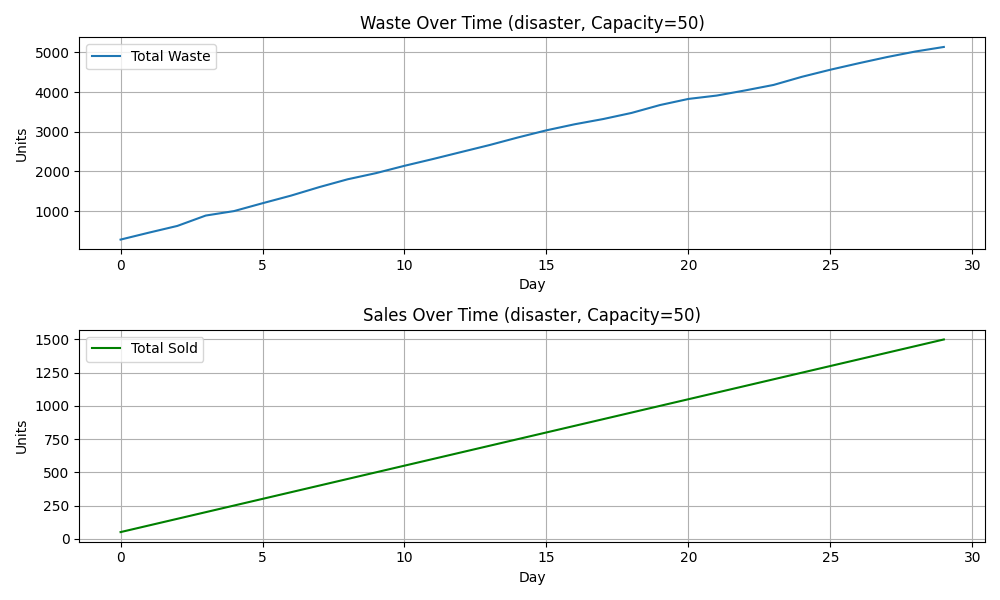 Waste Over Time (disaster, Capacity=50)
Total Waste
Units
5000
4000
3000
2000
1000
0 5 10 15 20 25 30
Day
Sales Over Time (disaster, Capacity=50)
Total Sold
Units
1500
1250
1000
750
500
250
0
0 5 10 15 20 25 30
Day